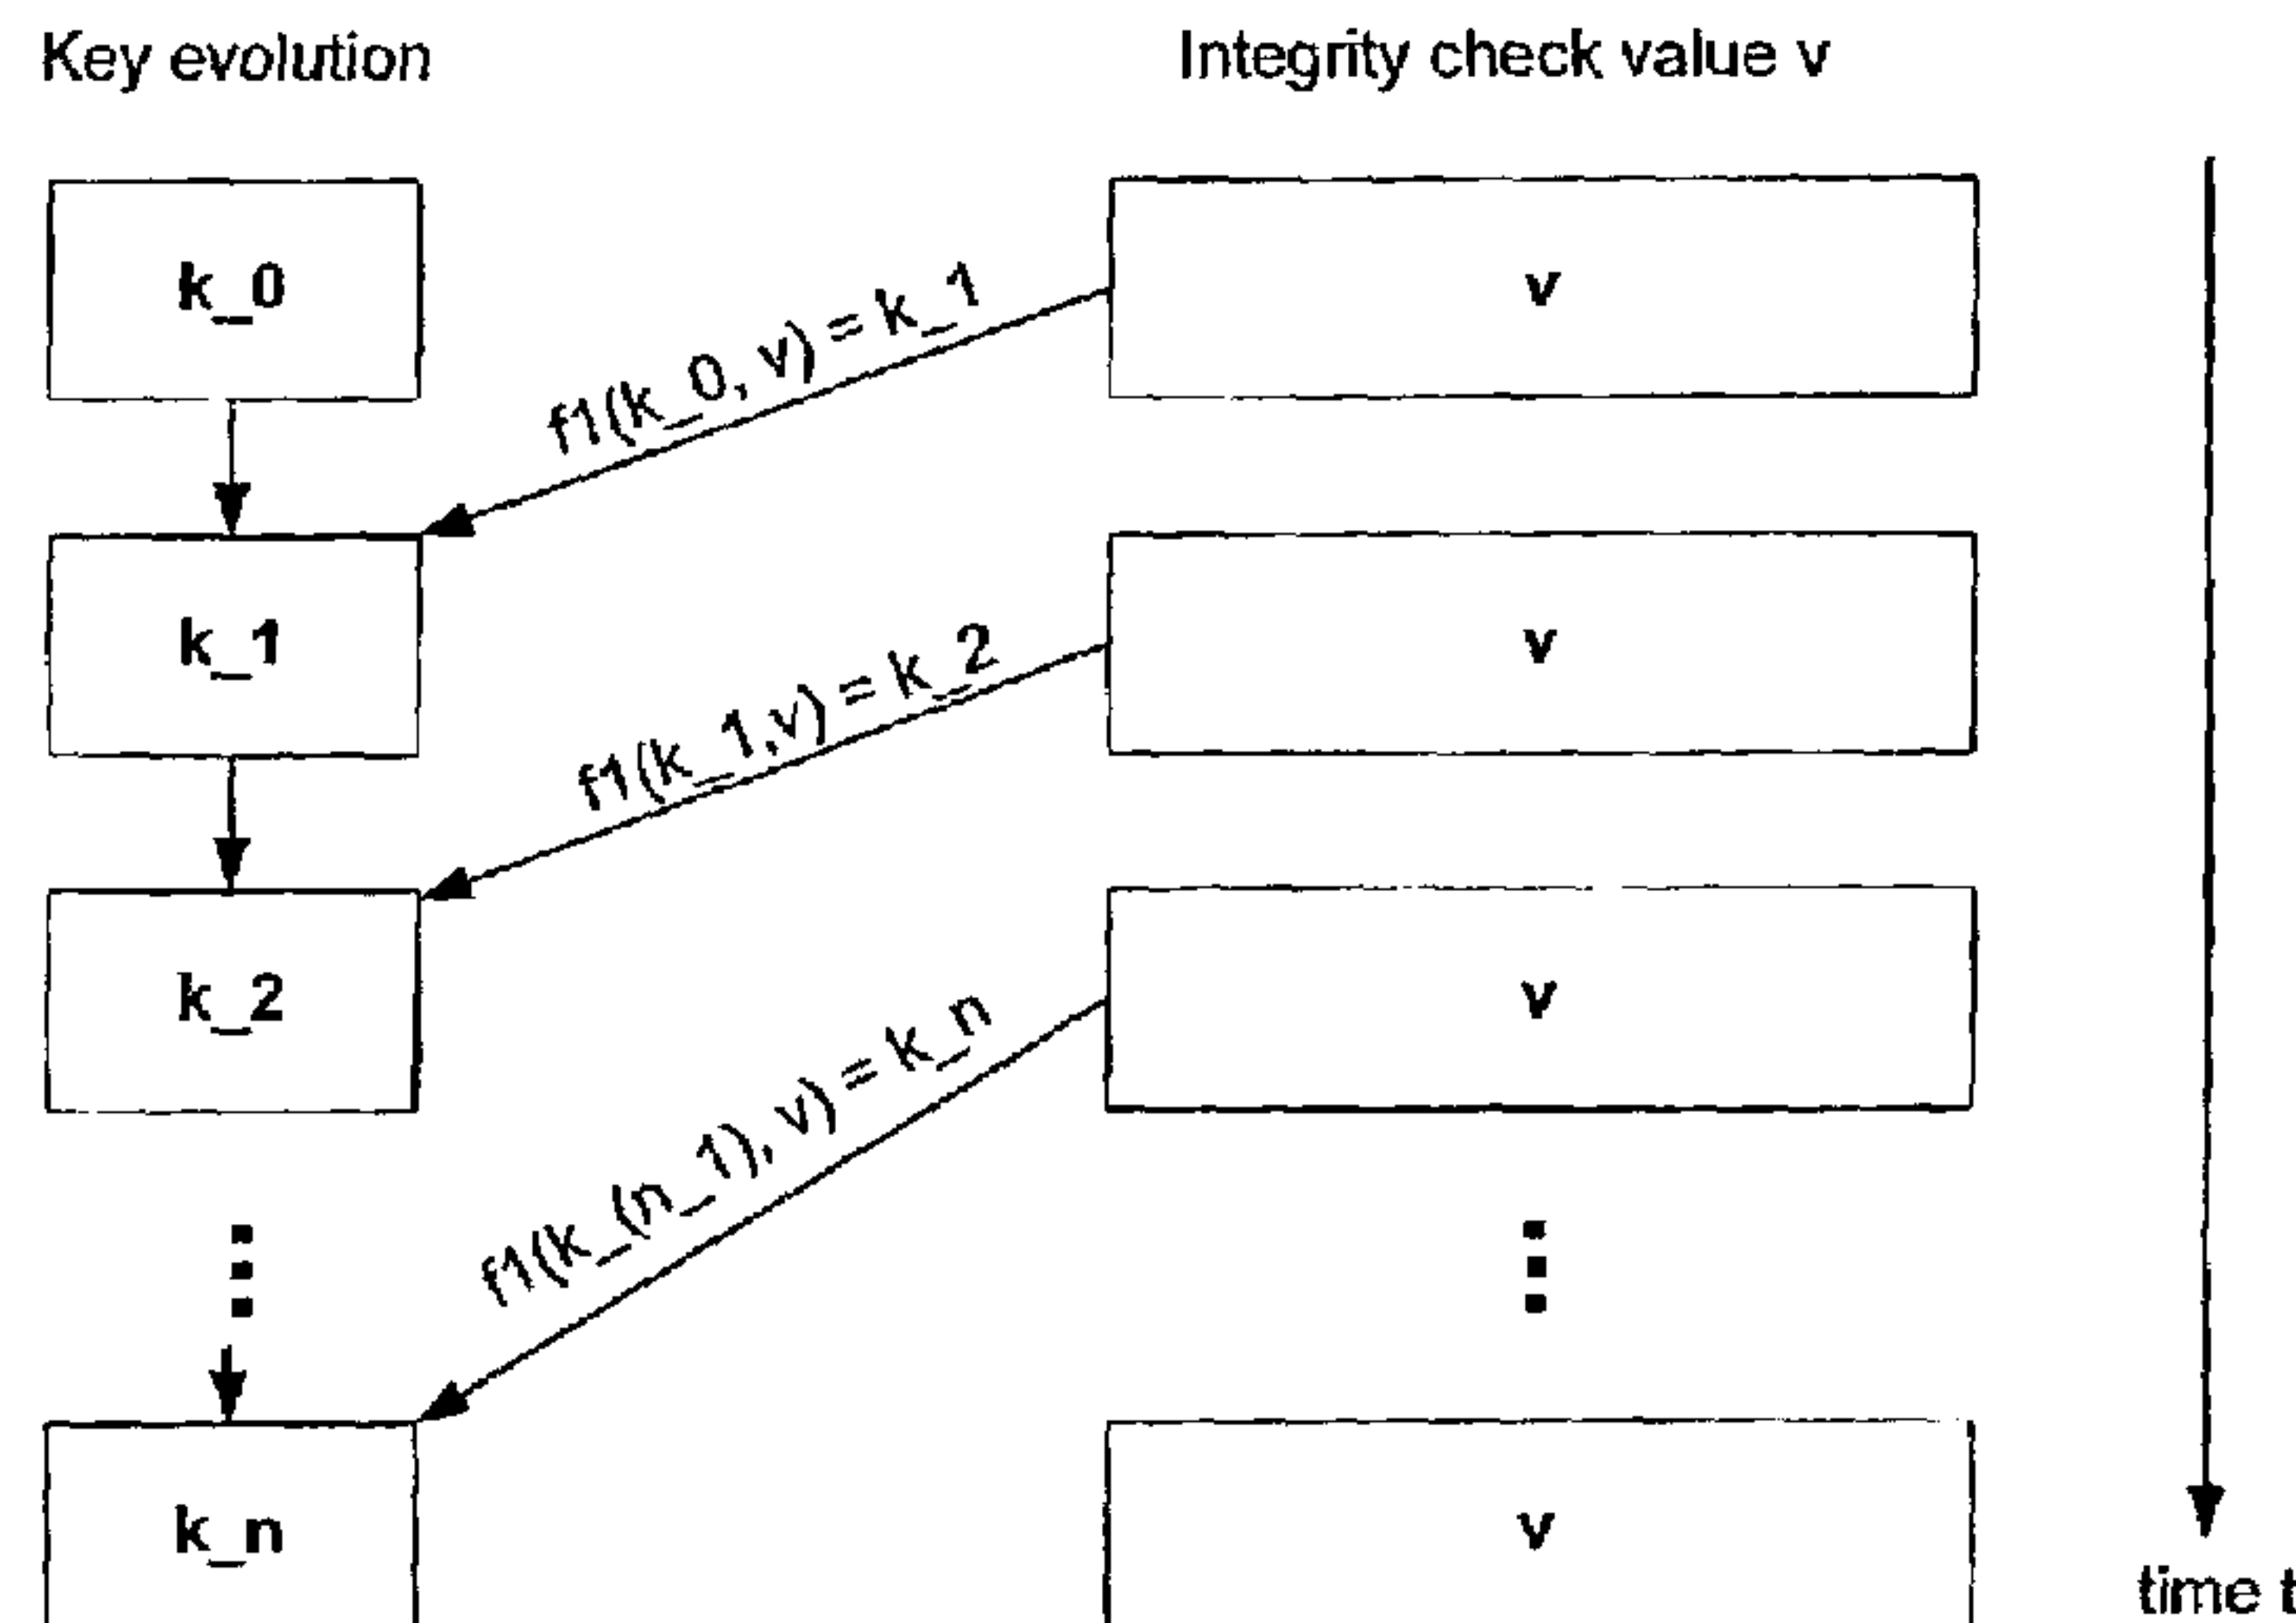 Key evolution
Integrity check value v
k_0
v
f1(k_0, v) = k_1
k_1
v
f1(k_1,v) = k_2
k_2
v
f1(k_(n_1), v) = k_n
k_n
v
time t